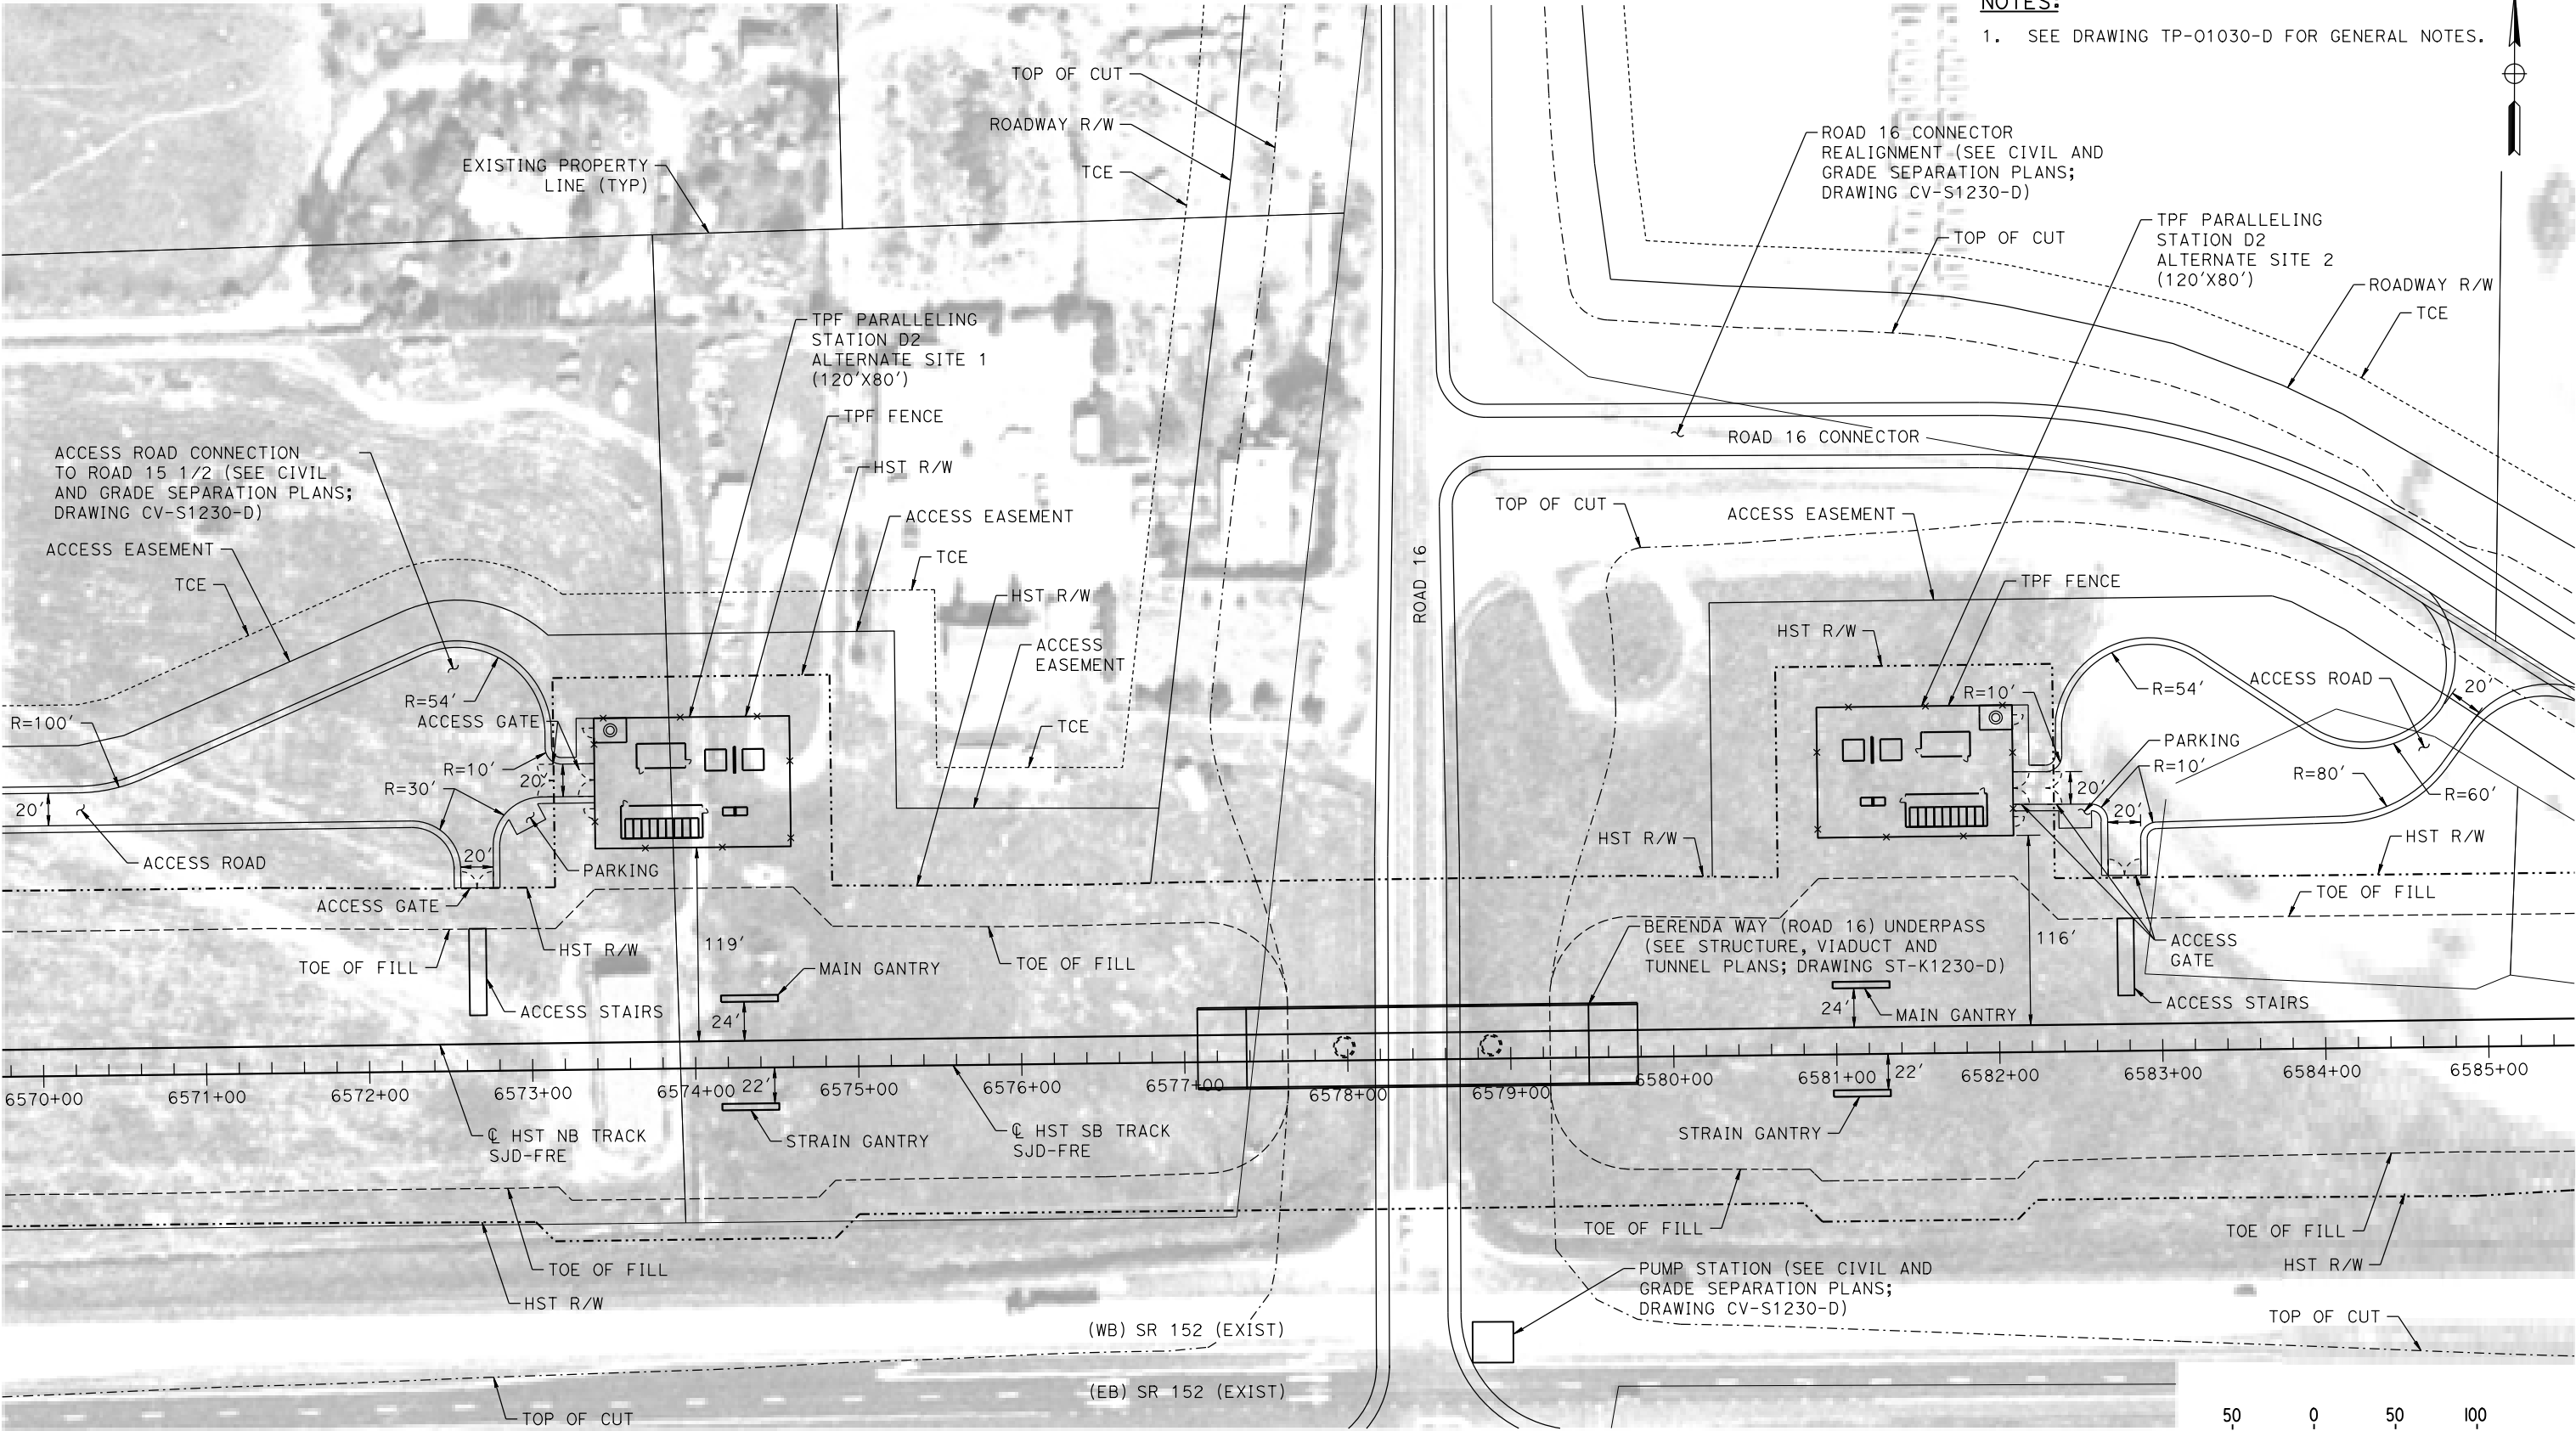 NOTES:
1. SEE DRAWING TP-01030-D FOR GENERAL NOTES.
TOP OF CUT
ROADWAY R/W
TCE
EXISTING PROPERTY
LINE (TYP)
ROAD 16 CONNECTOR
REALIGNMENT (SEE CIVIL AND
GRADE SEPARATION PLANS;
DRAWING CV-S1230-D)
TOP OF CUT
TPF PARALLELING
STATION D2
ALTERNATE SITE 2
(120'X80')
ROADWAY R/W
TCE
TPF PARALLELING
STATION D2
ALTERNATE SITE 1
(120'X80')
TPF FENCE
HST R/W
ACCESS EASEMENT
TCE
HST R/W
ACCESS
EASEMENT
TCE
ACCESS ROAD CONNECTION
TO ROAD 15 1/2 (SEE CIVIL
AND GRADE SEPARATION PLANS;
DRAWING CV-S1230-D)
ACCESS EASEMENT
TCE
R=100'
R=54'
ACCESS GATE
R=10'
R=30'
20'
20'
20'
ACCESS ROAD
PARKING
ACCESS GATE
HST R/W
TOE OF FILL
ACCESS STAIRS
119'
MAIN GANTRY
24'
TOE OF FILL
ROAD 16
ROAD 16 CONNECTOR
TOP OF CUT
ACCESS EASEMENT
TPF FENCE
HST R/W
R=10'
R=54'
ACCESS ROAD
20'
PARKING
R=10'
R=80'
R=60'
20'
20'
HST R/W
HST R/W
TOE OF FILL
BERENDA WAY (ROAD 16) UNDERPASS
(SEE STRUCTURE, VIADUCT AND
TUNNEL PLANS; DRAWING ST-K1230-D)
116'
ACCESS
GATE
ACCESS STAIRS
24'
MAIN GANTRY
6570+00
6571+00
6572+00
6573+00
6574+00
22'
6575+00
6576+00
6577+00
6578+00
6579+00
6580+00
6581+00
22'
6582+00
6583+00
6584+00
6585+00
℄ HST NB TRACK
SJD-FRE
STRAIN GANTRY
℄ HST SB TRACK
SJD-FRE
STRAIN GANTRY
TOE OF FILL
HST R/W
TOE OF FILL
TOE OF FILL
HST R/W
PUMP STATION (SEE CIVIL AND
GRADE SEPARATION PLANS;
DRAWING CV-S1230-D)
TOP OF CUT
(WB) SR 152 (EXIST)
(EB) SR 152 (EXIST)
TOP OF CUT
50 0 50 100